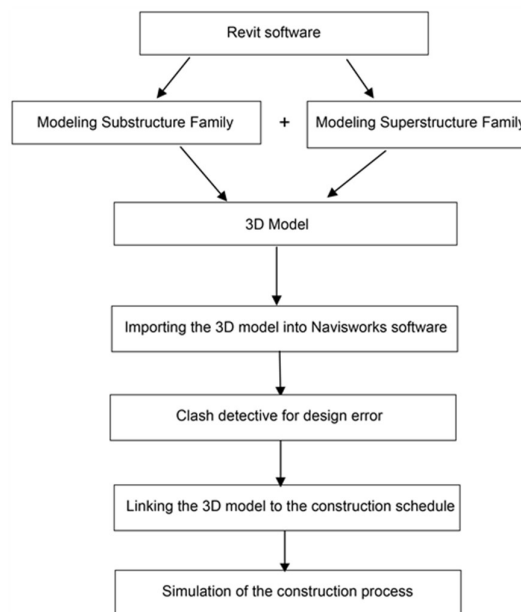 Revit software
Modeling Substructure Family + Modeling Superstructure Family
3D Model
Importing the 3D model into Navisworks software
Clash detective for design error
Linking the 3D model to the construction schedule
Simulation of the construction process